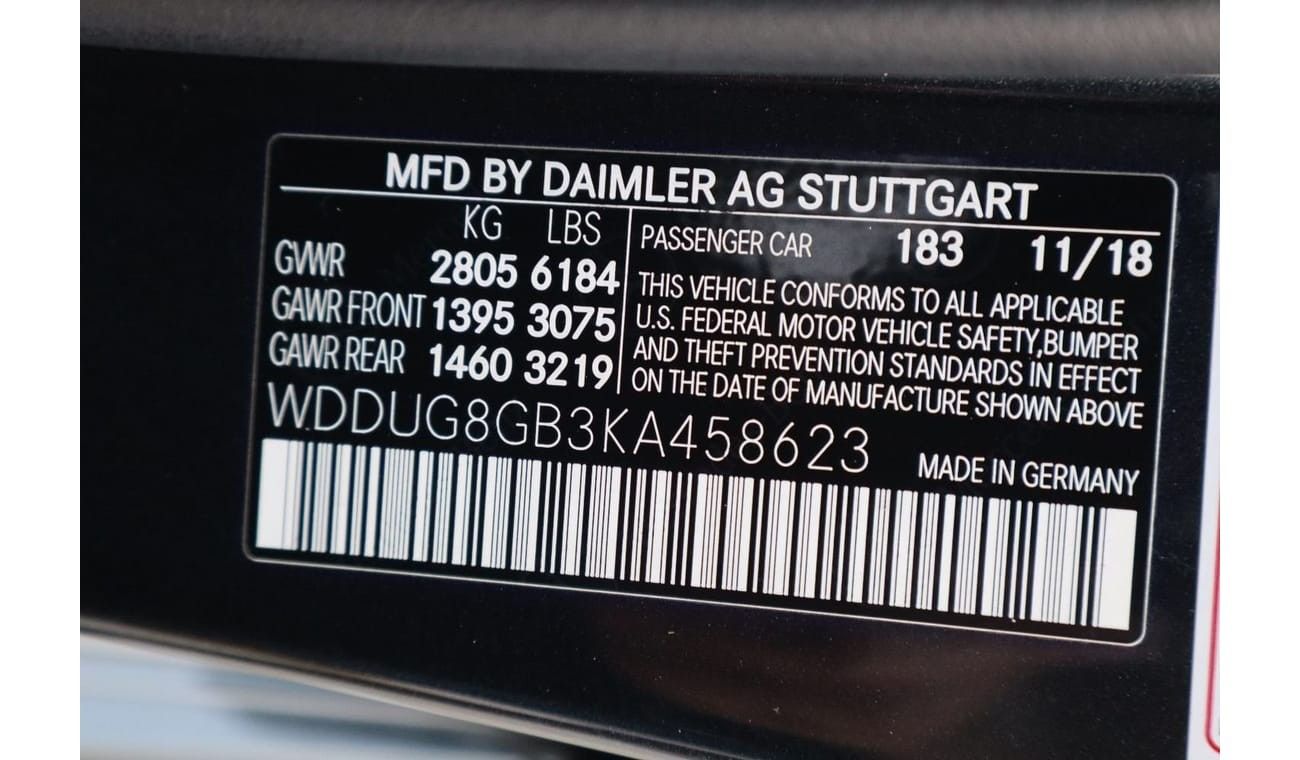 MFD BY DAIMLER AG STUTTGART
KG LBS
GVWR 2805 6184
GAWR FRONT 1395 3075
GAWR REAR 1460 3219
PASSENGER CAR 183 11/18
THIS VEHICLE CONFORMS TO ALL APPLICABLE
U.S. FEDERAL MOTOR VEHICLE SAFETY,BUMPER
AND THEFT PREVENTION STANDARDS IN EFFECT
ON THE DATE OF MANUFACTURE SHOWN ABOVE
WDDUG8GB3KA458623
MADE IN GERMANY